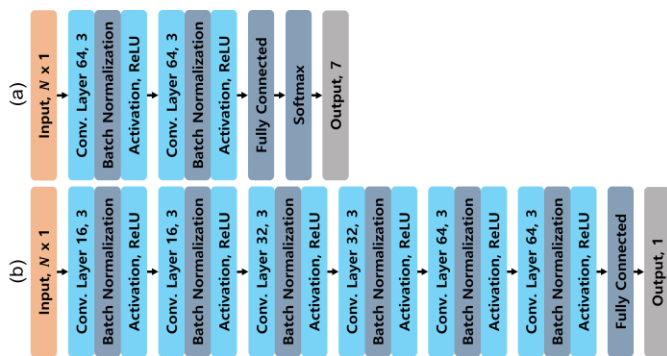 (a)
Input, N x 1
Conv. Layer 64, 3
Batch Normalization
Activation, ReLU
Conv. Layer 64, 3
Batch Normalization
Activation, ReLU
Fully Connected
Softmax
Output, 7
(b)
Input, N x 1
Conv. Layer 16, 3
Batch Normalization
Activation, ReLU
Conv. Layer 16, 3
Batch Normalization
Activation, ReLU
Conv. Layer 32, 3
Batch Normalization
Activation, ReLU
Conv. Layer 32, 3
Batch Normalization
Activation, ReLU
Conv. Layer 64, 3
Batch Normalization
Activation, ReLU
Conv. Layer 64, 3
Batch Normalization
Activation, ReLU
Fully Connected
Output, 1